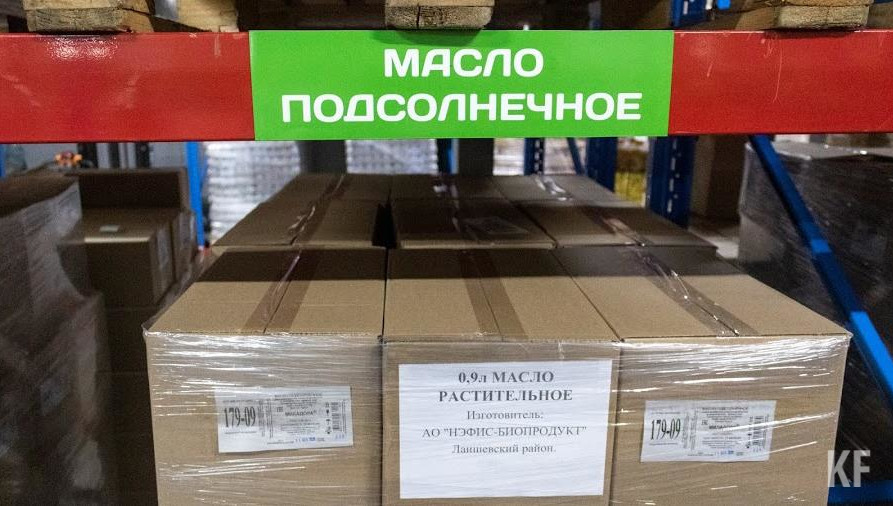 МАСЛО
ПОДСОЛНЕЧНОЕ
0,9л МАСЛО
РАСТИТЕЛЬНОЕ
Изготовитель:
АО "НЭФИС-БИОПРОДУКТ"
Лаишевский район.
179-09
179-09
KF